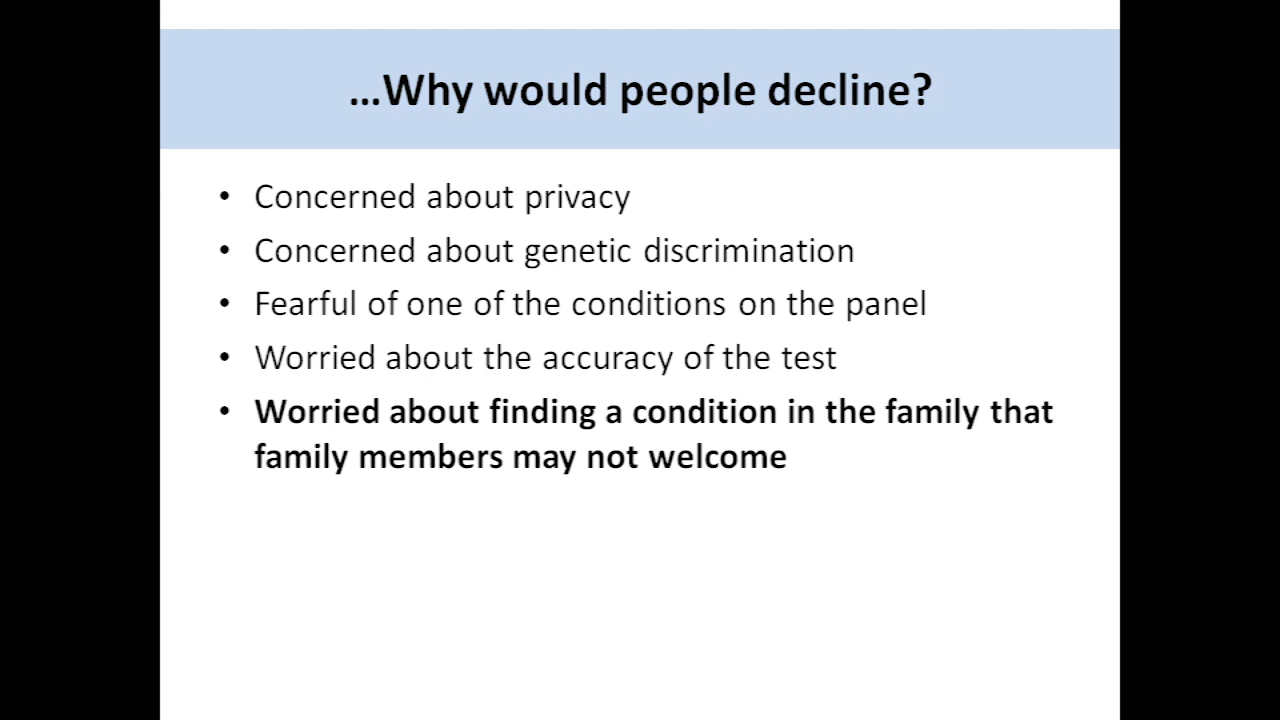 ...Why would people decline?
• Concerned about privacy
• Concerned about genetic discrimination
• Fearful of one of the conditions on the panel
• Worried about the accuracy of the test
• Worried about finding a condition in the family that
family members may not welcome